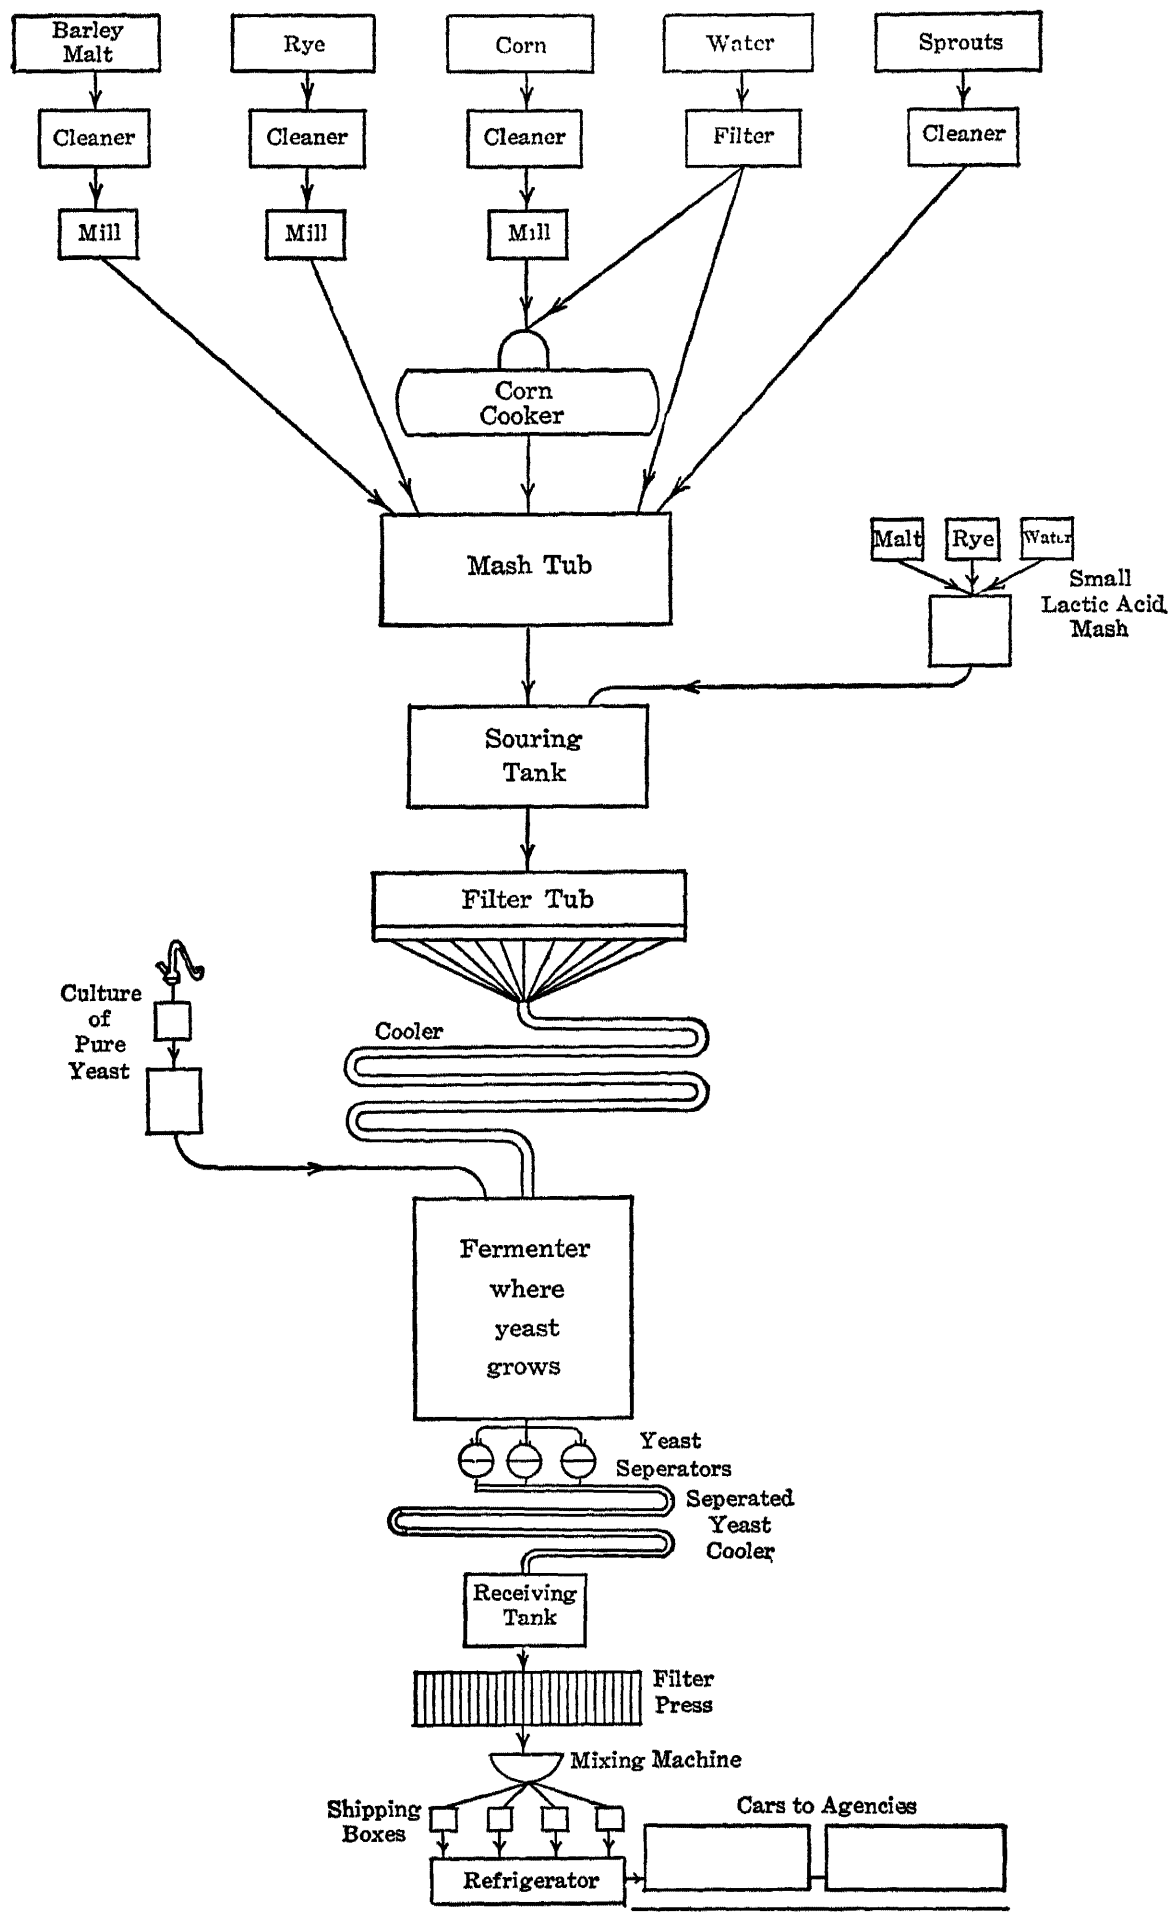 Barley
Malt
Rye
Corn
Water
Sprouts
Cleaner
Cleaner
Cleaner
Filter
Cleaner
Mill
Mill
Mill
Corn
Cooker
Mash Tub
Malt
Rye
Water
Small
Lactic Acid
Mash
Souring
Tank
Filter Tub
Culture
of
Pure
Yeast
Cooler
Fermenter
where
yeast
grows
Yeast
Seperators
Seperated
Yeast
Cooler
Receiving
Tank
Filter
Press
Mixing Machine
Shipping
Boxes
Cars to Agencies
Refrigerator